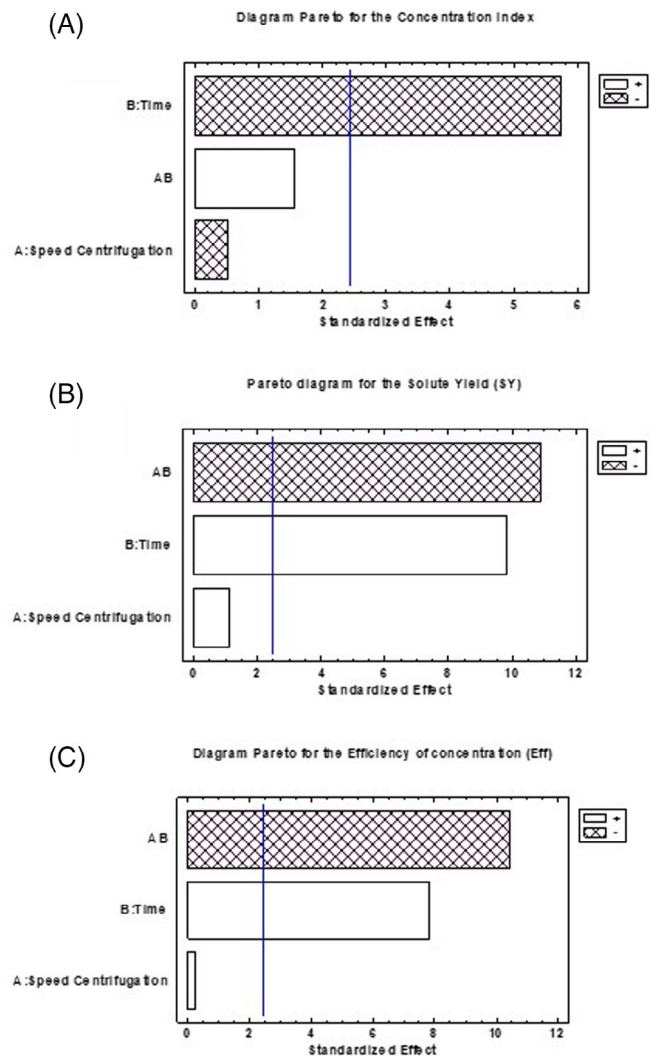 (A)
Diagram Pareto for the Concentration Index
B:Time
AB
A:Speed Centrifugation
+
-
0 1 2 3 4 5 6
Standardized Effect
(B)
Pareto diagram for the Solute Yield (SY)
AB
B:Time
A:Speed Centrifugation
+
-
0 2 4 6 8 10 12
Standardized Effect
(C)
Diagram Pareto for the Efficiency of concentration (Eff)
AB
B:Time
A:Speed Centrifugation
+
-
0 2 4 6 8 10 12
Standardized Effect